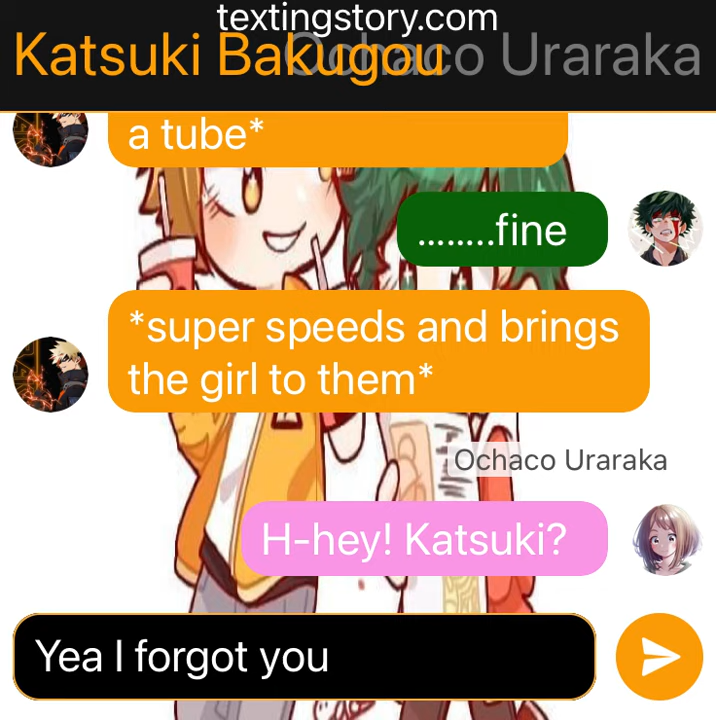 textingstory.com
Katsuki Bakugou
Ochaco Uraraka
a tube*
........fine
*super speeds and brings
the girl to them*
Ochaco Uraraka
H-hey! Katsuki?
Yea I forgot you